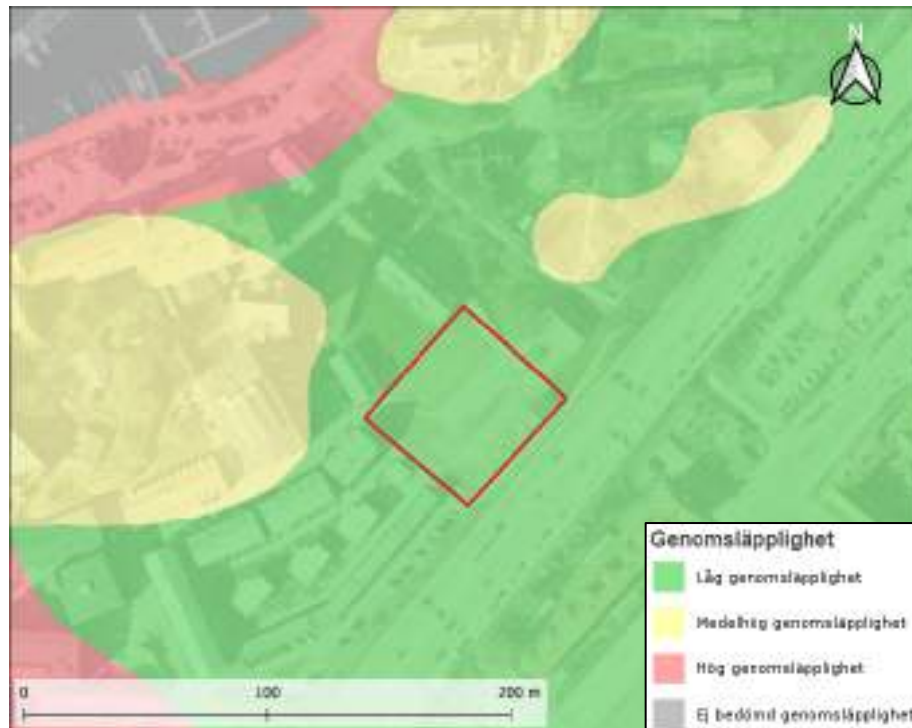 N
Genomsläpplighet
Låg genomsläpplighet
Medelhög genomsläpplighet
Hög genomsläpplighet
Ej bedömd genomsläpplighet
0 100 200 m